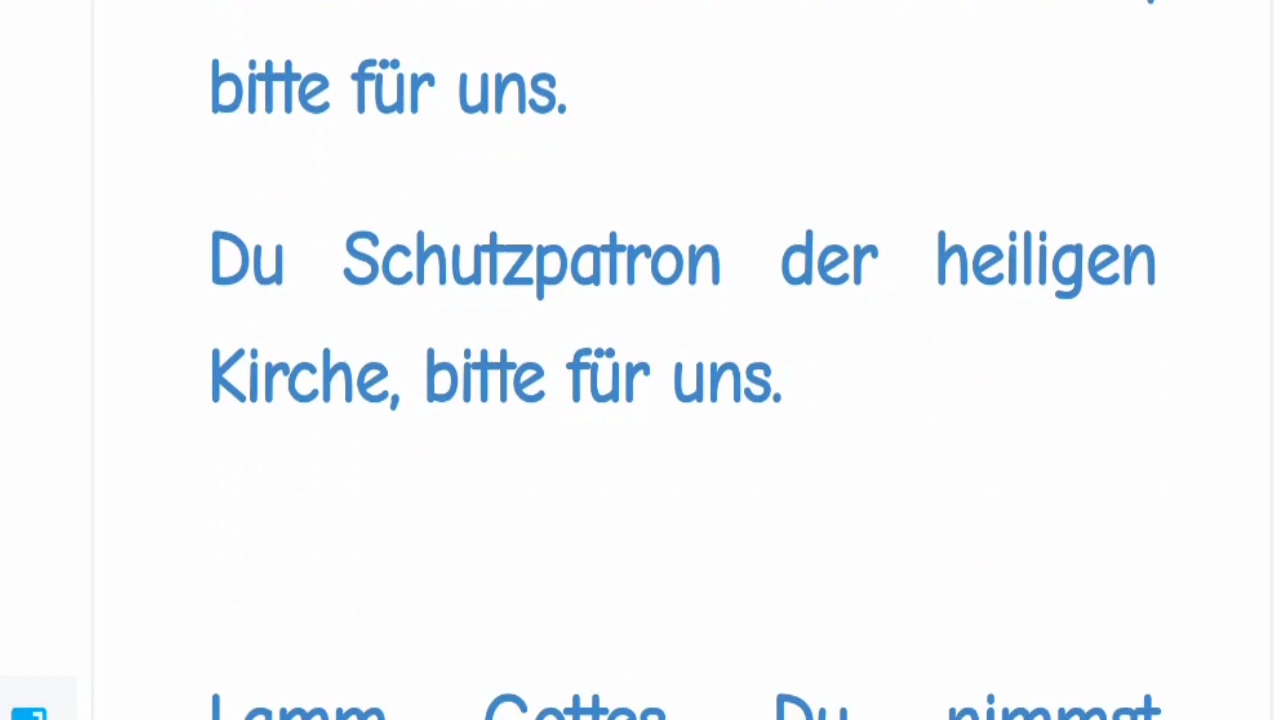 bitte für uns.
Du Schutzpatron der heiligen
Kirche, bitte für uns.
Lamm Gottes Du nimmst